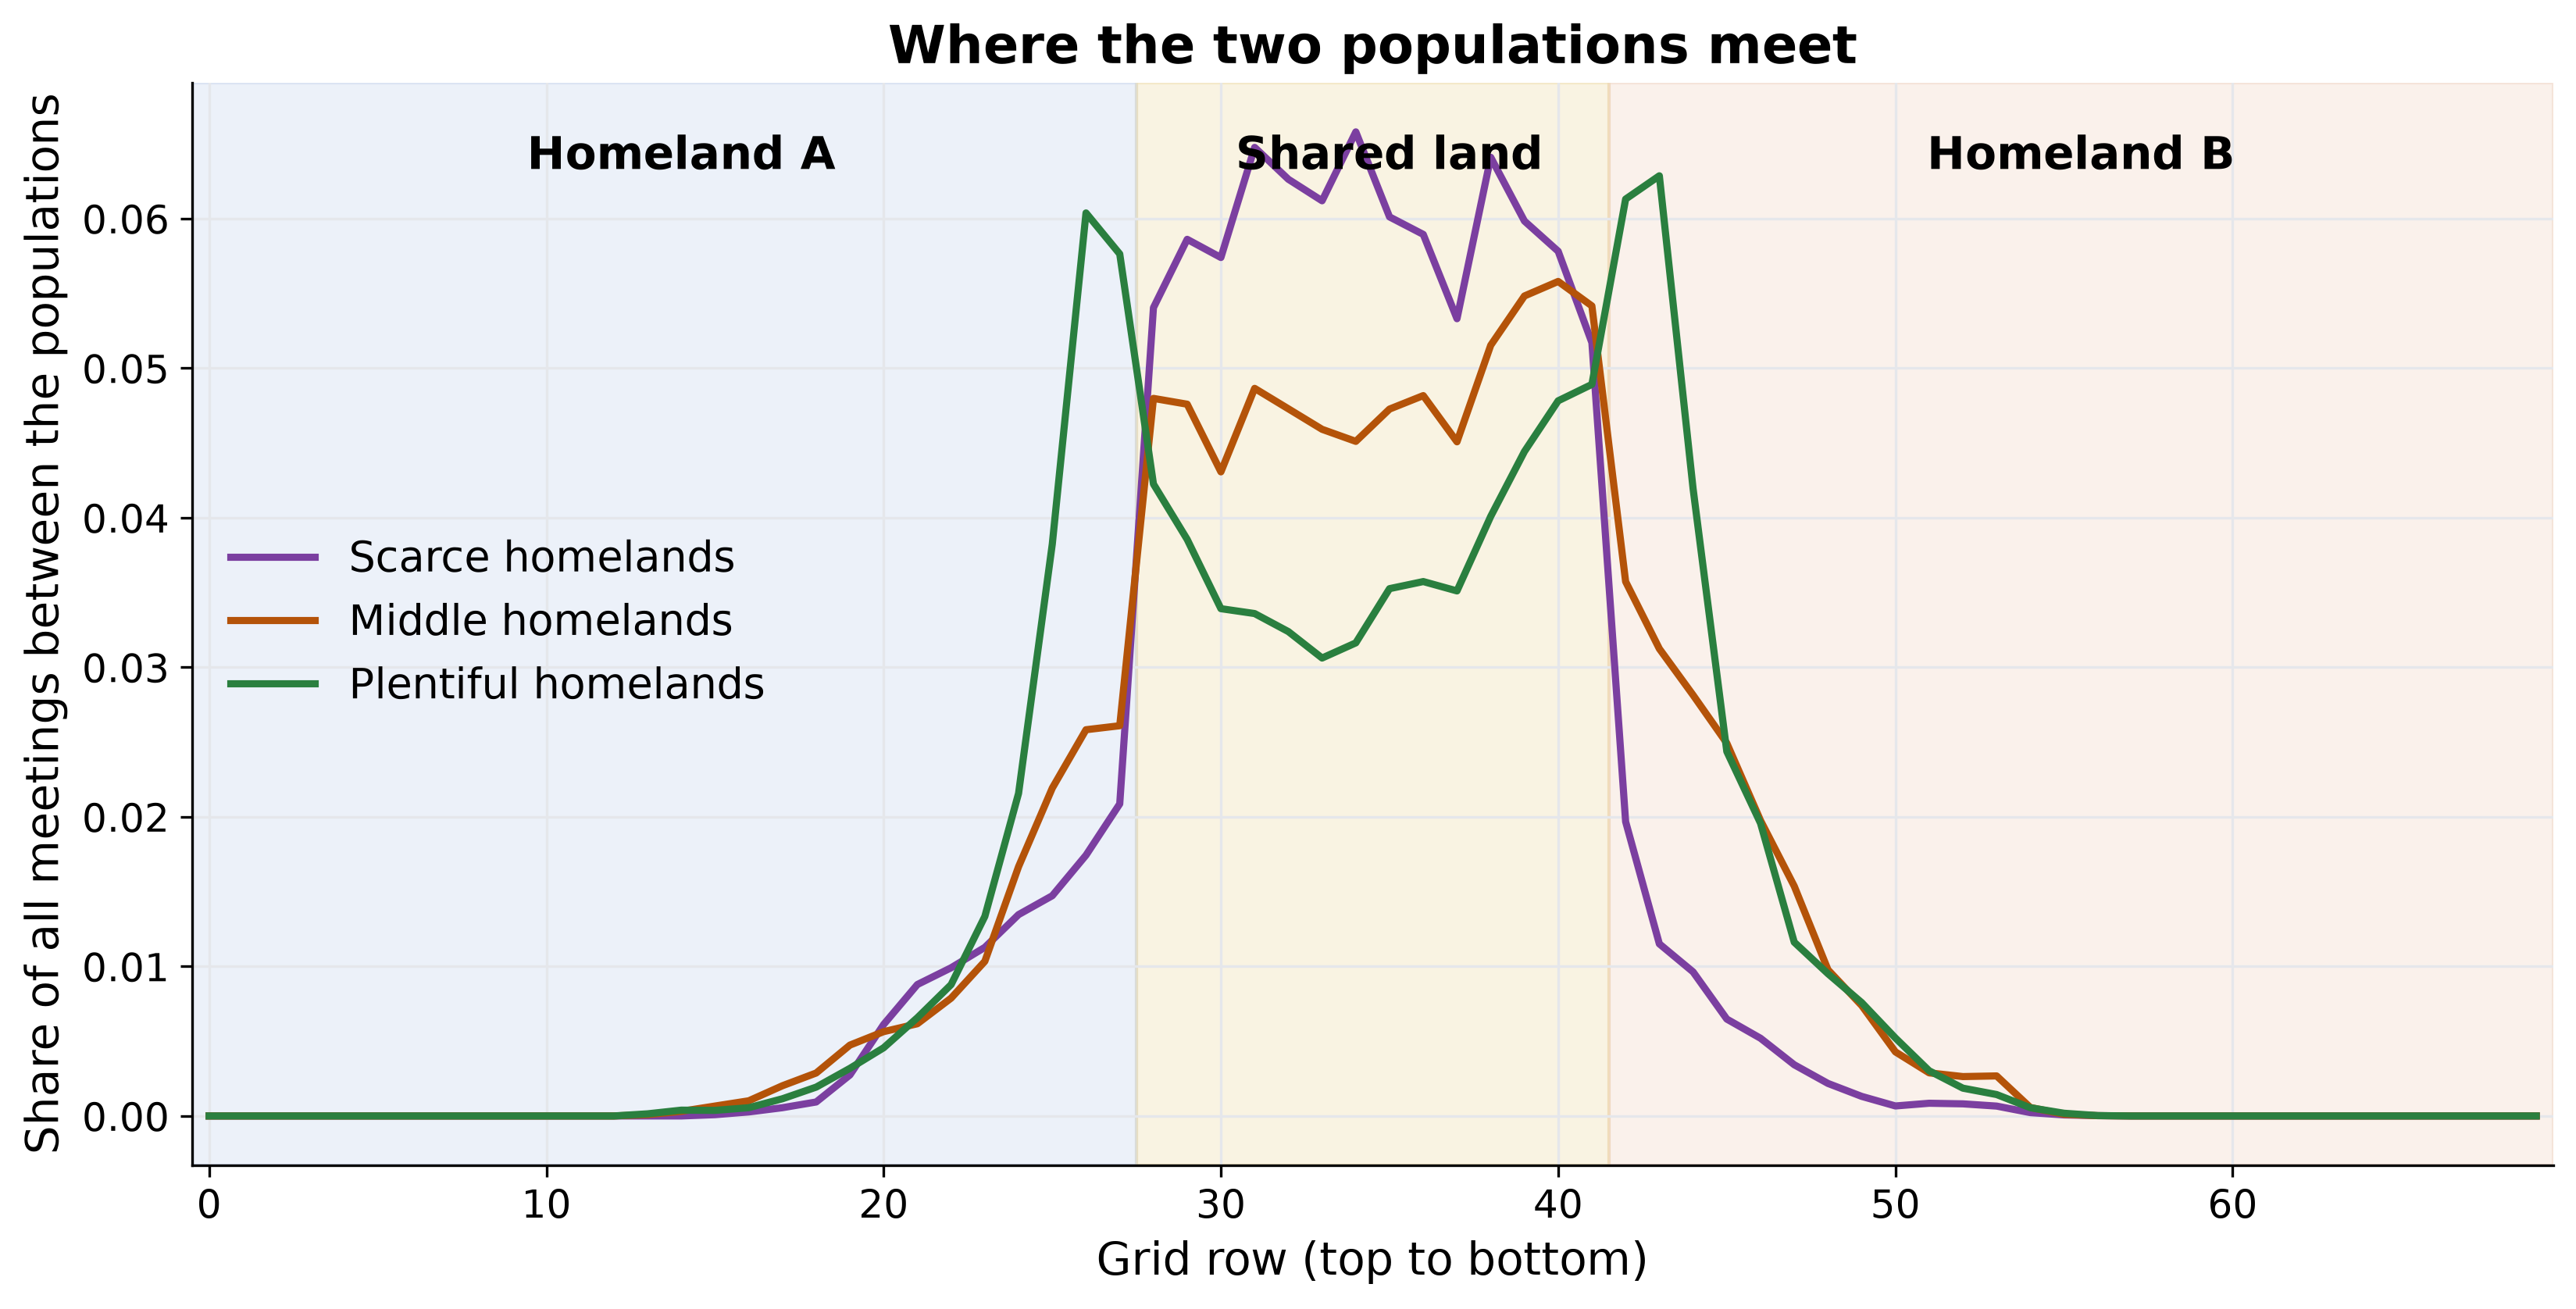 Where the two populations meet
Share of all meetings between the populations
Homeland A
Shared land
Homeland B
0.06
0.05
0.04
0.03
0.02
0.01
0.00
Scarce homelands
Middle homelands
Plentiful homelands
0 10 20 30 40 50 60
Grid row (top to bottom)